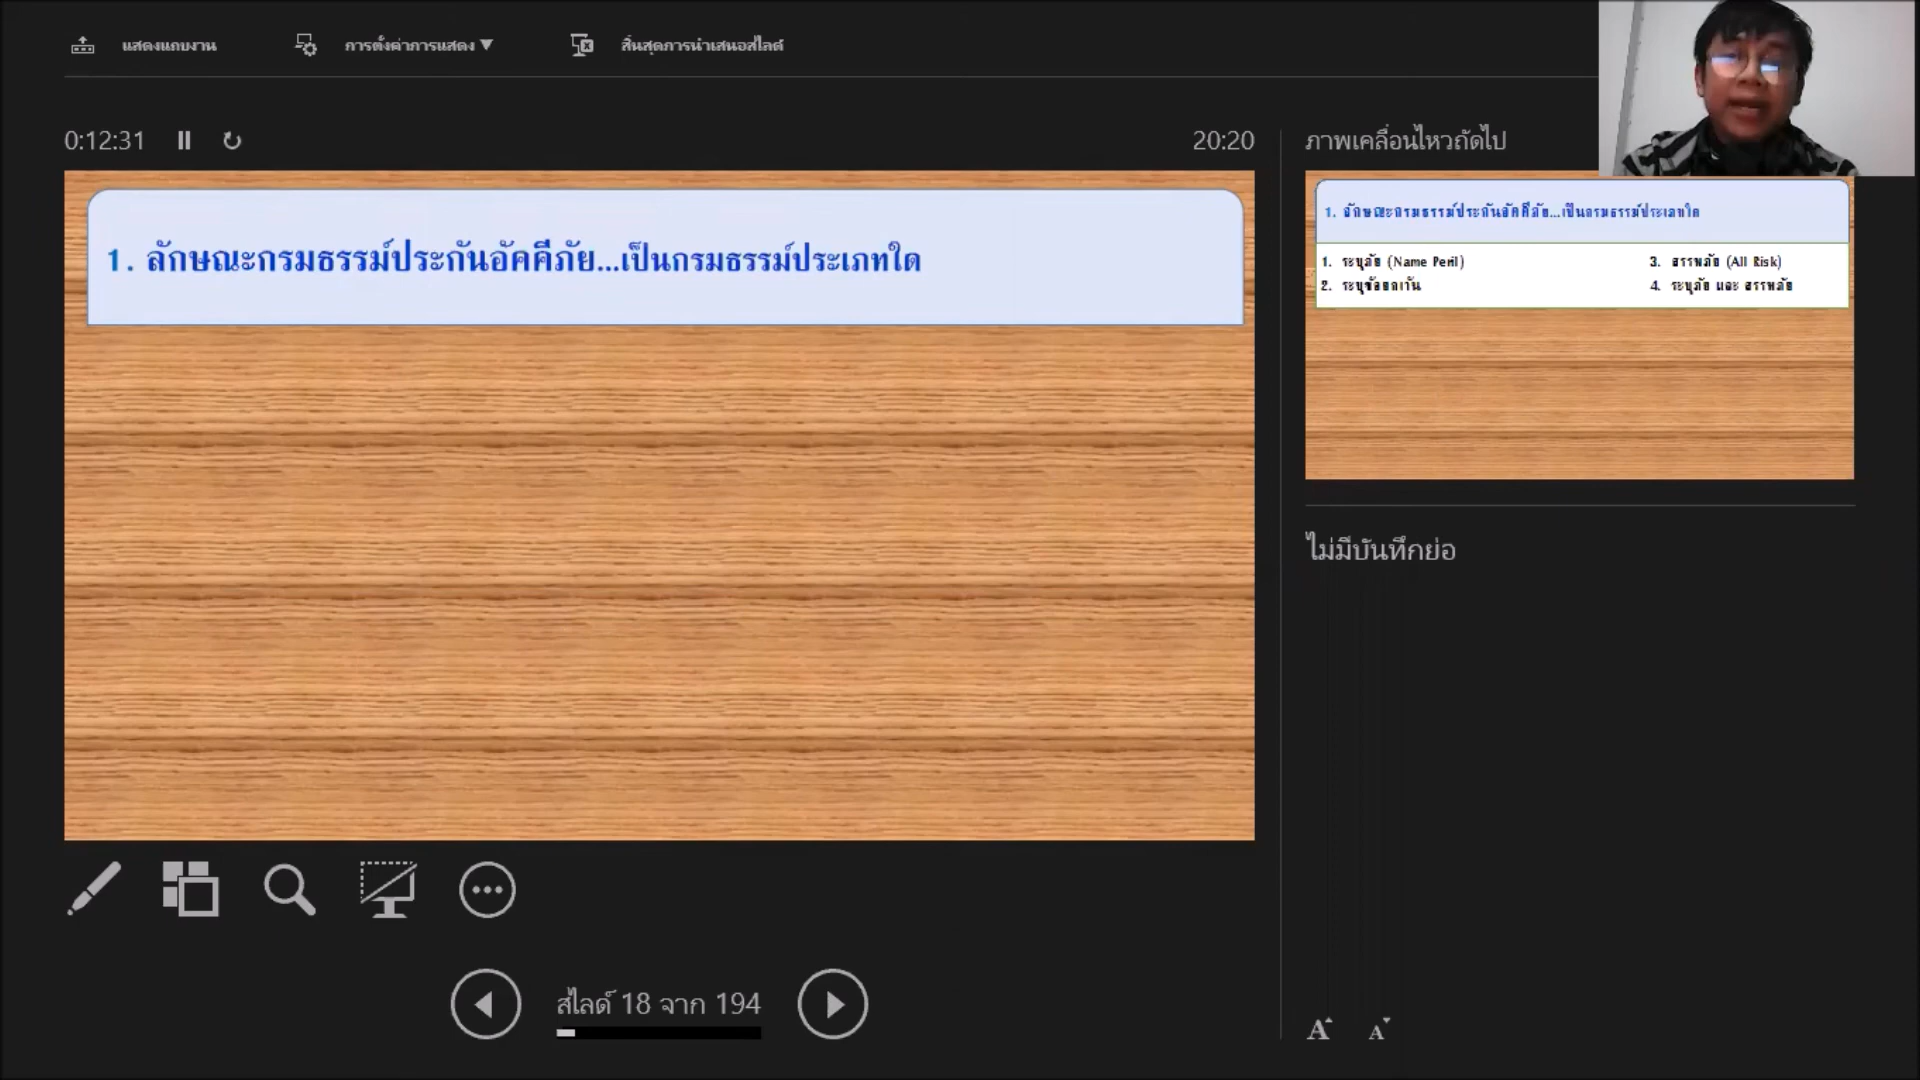 แสดงแถบงาน
การตั้งค่าการแสดง
สิ้นสุดการนำเสนอสไลด์
0:12:31
20:20
ภาพเคลื่อนไหวถัดไป
1. ลักษณะกรมธรรม์ประกันอัคคีภัย...เป็นกรมธรรม์ประเภทใด
1. ลักษณะกรมธรรม์ประกันอัคคีภัย...เป็นกรมธรรม์ประเภทใด
1. ระบุภัย (Name Peril)
3. สรรพภัย (All Risk)
2. ระบุข้อยกเว้น
4. ระบุภัย และ สรรพภัย
ไม่มีบันทึกย่อ
สไลด์ 18 จาก 194
A A